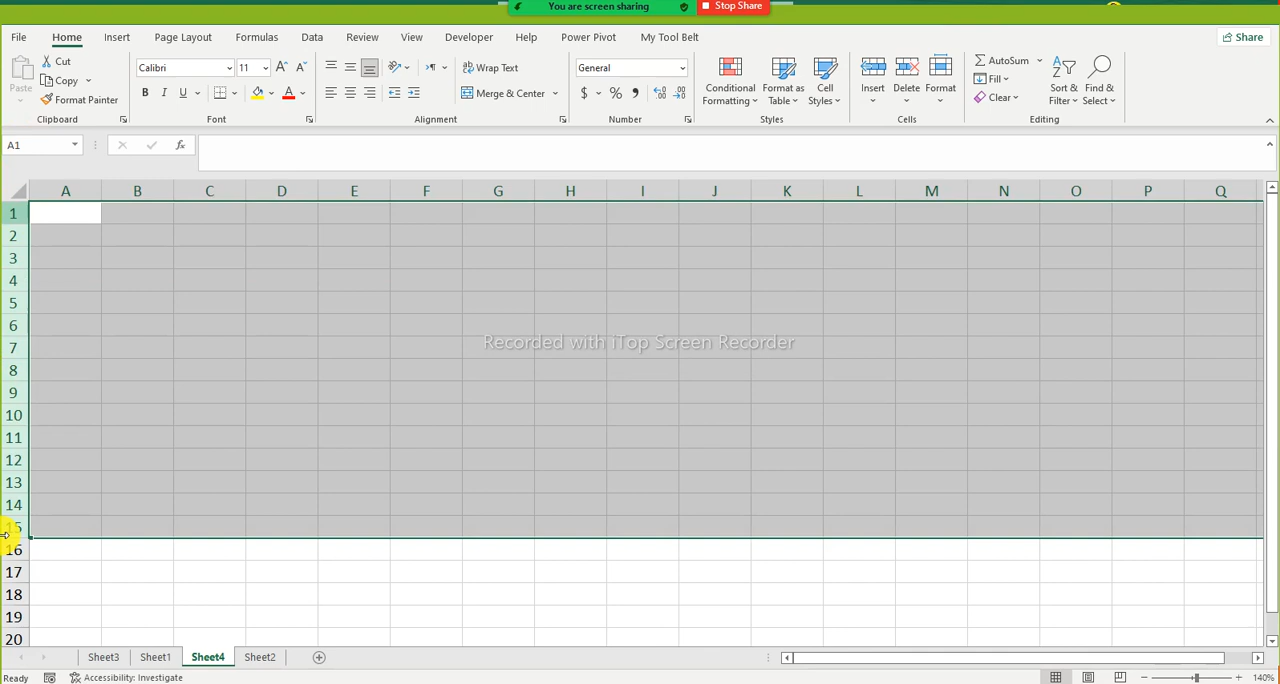 You are screen sharing Stop Share
File Home Insert Page Layout Formulas Data Review View Developer Help Power Pivot My Tool Belt Share
Paste Cut Copy Format Painter Clipboard
Calibri 11 B I U A A A Font
Wrap Text Merge & Center Alignment
General $ % , Number
Conditional Formatting Format as Table Cell Styles Styles
Insert Delete Format Cells
AutoSum Fill Clear Sort & Filter Find & Select Editing
A1 fx
A B C D E F G H I J K L M N O P Q
1
2
3
4
5
6
7
Recorded with iTop Screen Recorder
8
9
10
11
12
13
14
15
16
17
18
19
20
Sheet3 Sheet1 Sheet4 Sheet2
Ready Accessibility: Investigate 140%